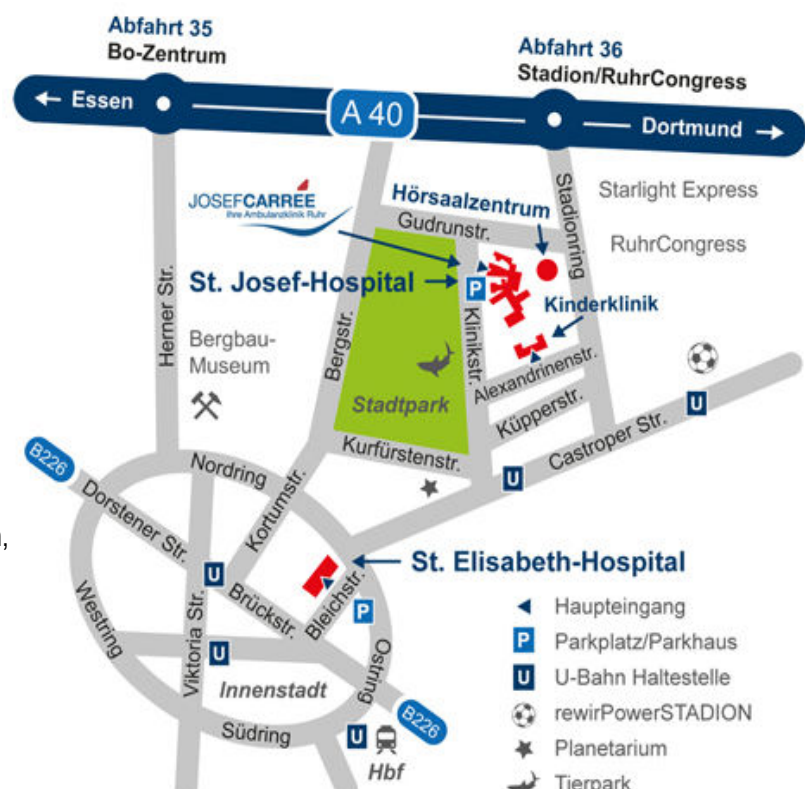 Abfahrt 35
Bo-Zentrum
Abfahrt 36
Stadion/RuhrCongress
Essen
A 40
Dortmund
JOSEFCARRÉE
Ihre Ambulanzklinik Ruhr
Hörsaalzentrum
Gudrunstr.
Stadionring
Starlight Express
RuhrCongress
St. Josef-Hospital
P
Kinderklinik
Herner Str.
Bergbau-
Museum
Bergstr.
Klinikstr.
Stadtpark
Alexandrinenstr.
Küpperstr.
Kurfürstenstr.
Castroper Str.
U
U
B226
Nordring
Dorstener Str.
Kortumstr.
St. Elisabeth-Hospital
U
Brückstr.
Bleichstr.
P
Westring
Viktoria Str.
U
Innenstadt
Ostring
B226
Südring
U
Hbf
Haupteingang
P Parkplatz/Parkhaus
U U-Bahn Haltestelle
rewirPowerSTADION
Planetarium
Tierpark